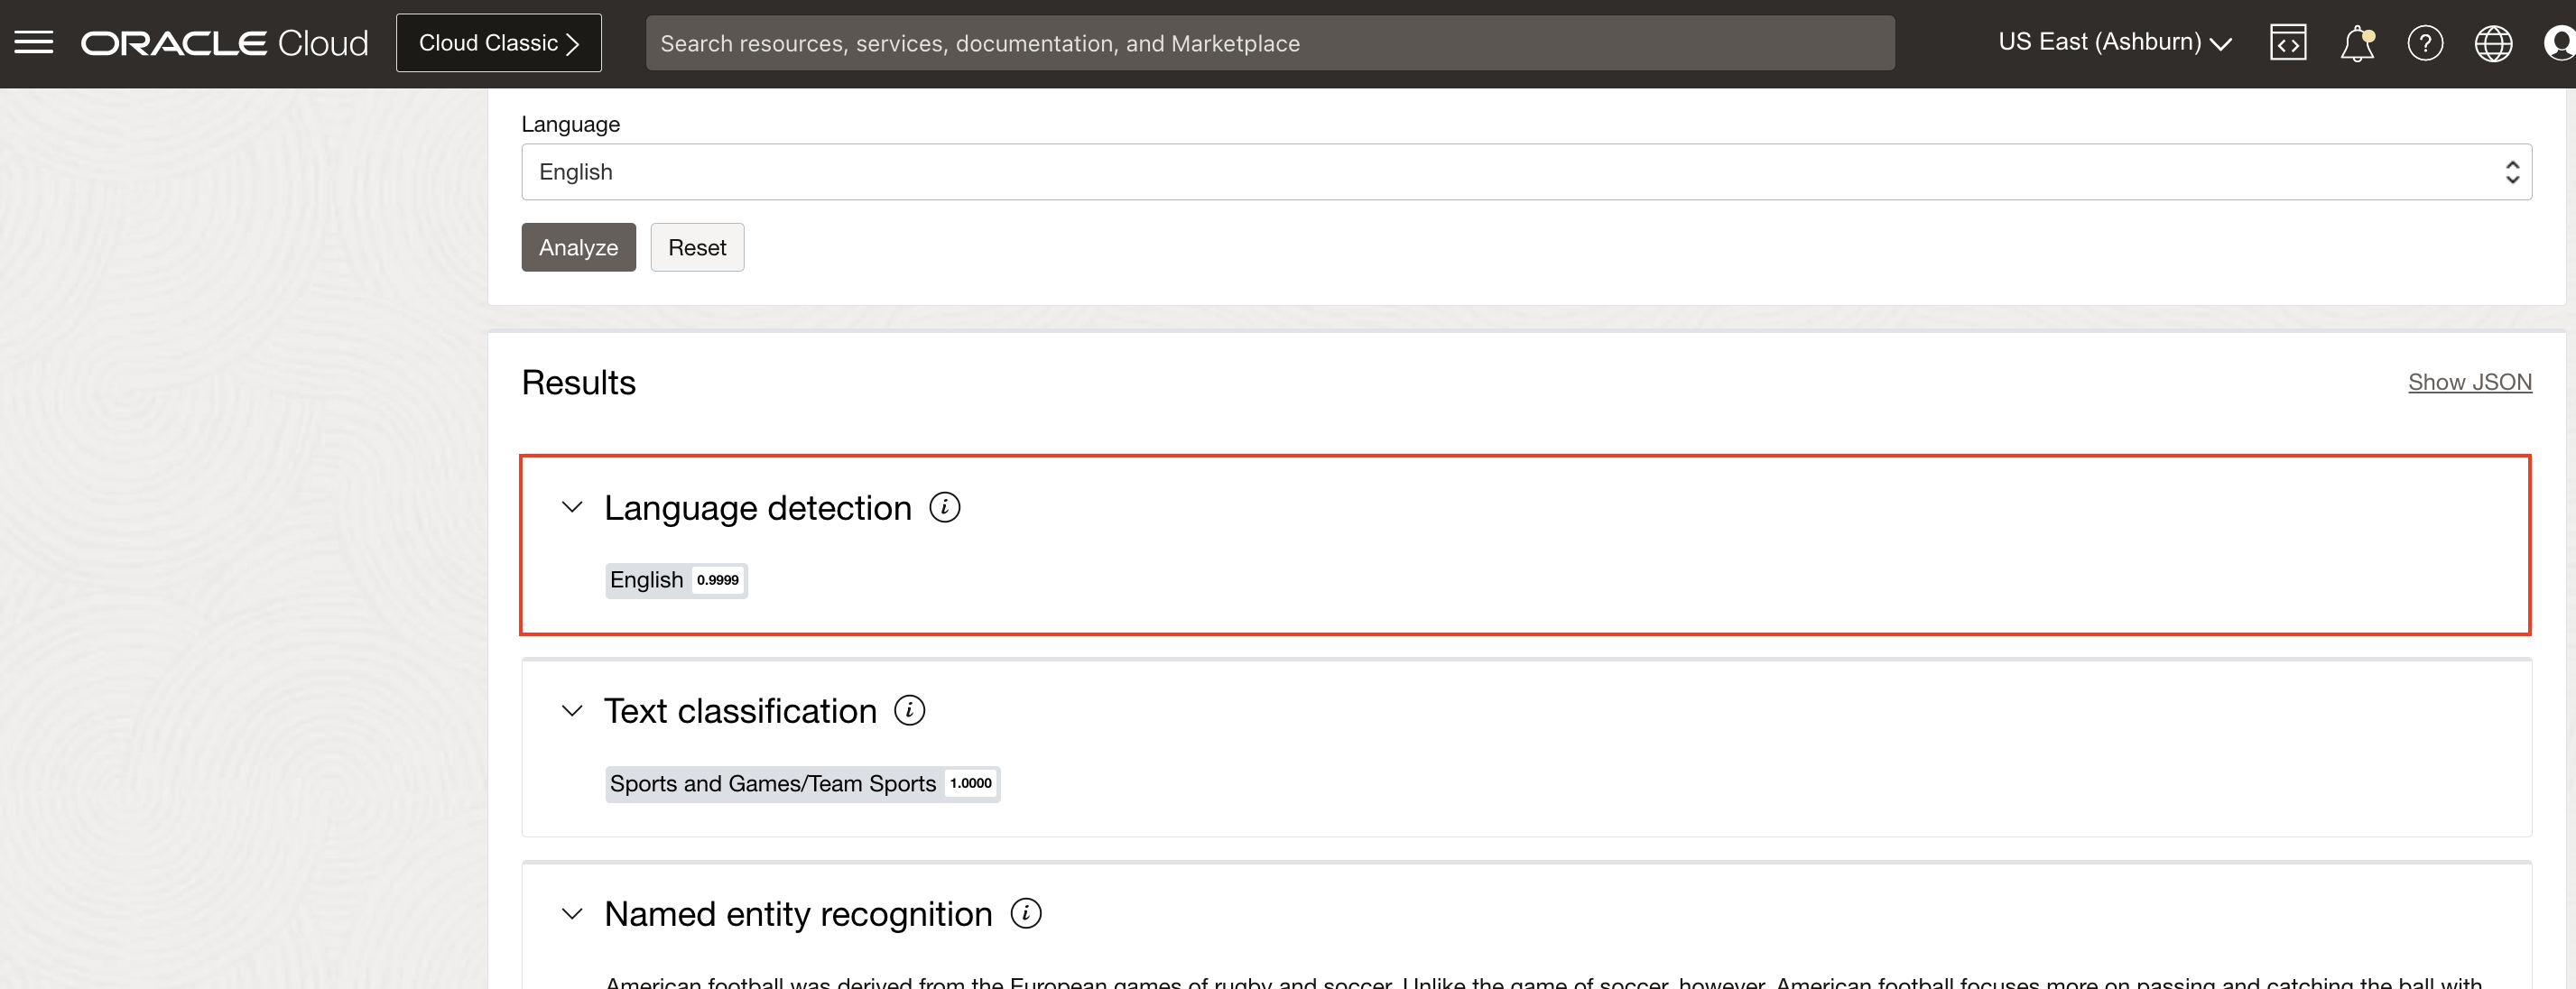 ORACLE Cloud
Cloud Classic
Search resources, services, documentation, and Marketplace
US East (Ashburn)
Language
English
Analyze
Reset
Results
Show JSON
Language detection
English 0.9999
Text classification
Sports and Games/Team Sports 1.0000
Named entity recognition
American football was derived from the European games of rugby and soccer. Unlike the game of soccer, however, American football focuses more on passing and catching the ball with